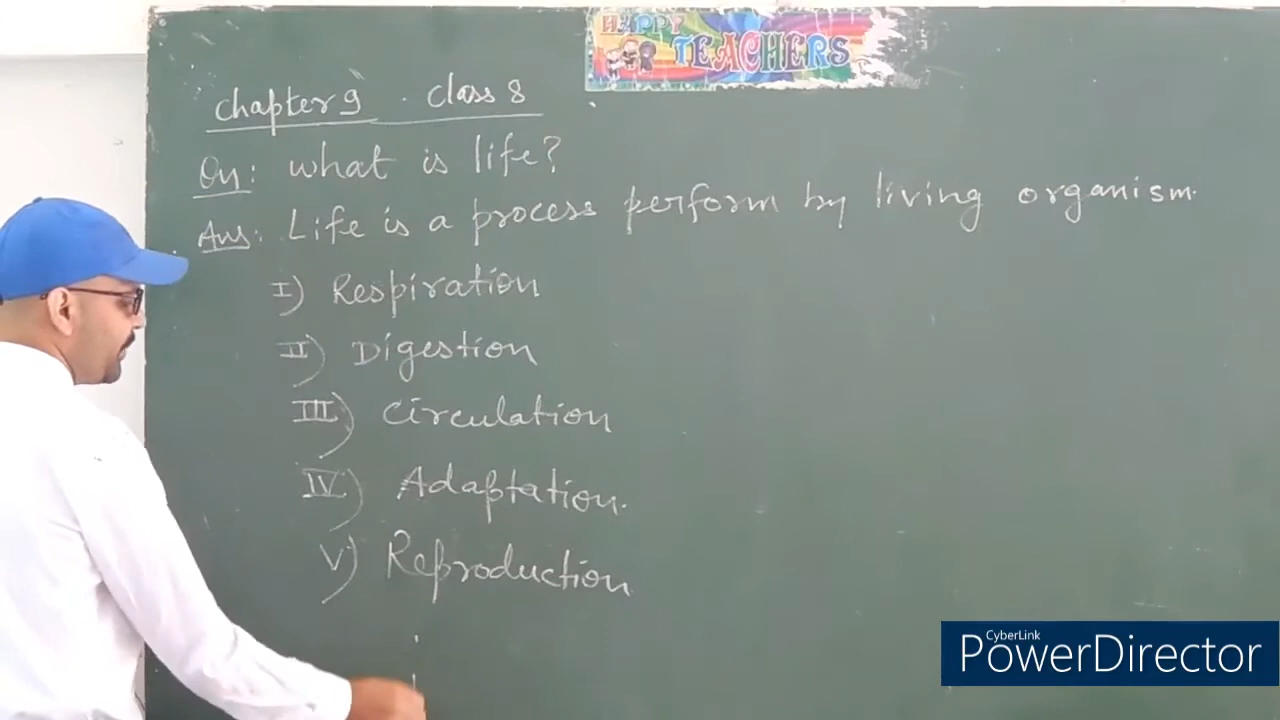 HAPPY
TEACHERS
Chapter 9 . Class 8
Qn: what is life?
Ans: Life is a process perform by living organism.
I) Respiration
II) Digestion
III) Circulation
IV) Adaptation.
V) Reproduction
CyberLink
PowerDirector